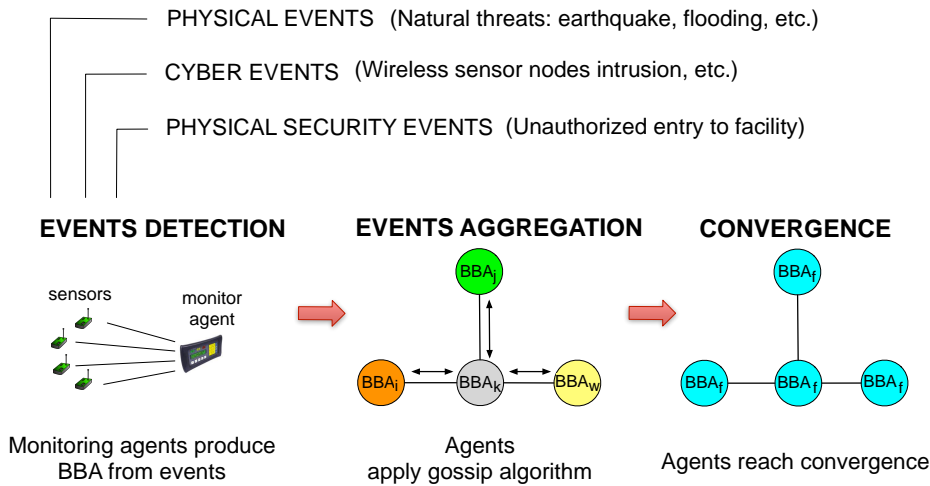 PHYSICAL EVENTS (Natural threats: earthquake, flooding, etc.)
CYBER EVENTS (Wireless sensor nodes intrusion, etc.)
PHYSICAL SECURITY EVENTS (Unauthorized entry to facility)
EVENTS DETECTION
EVENTS AGGREGATION
CONVERGENCE
sensors
monitor
agent
BBAj
BBAi
BBAk
BBAw
BBAf
BBAf
BBAf
BBAf
Monitoring agents produce
BBA from events
Agents
apply gossip algorithm
Agents reach convergence